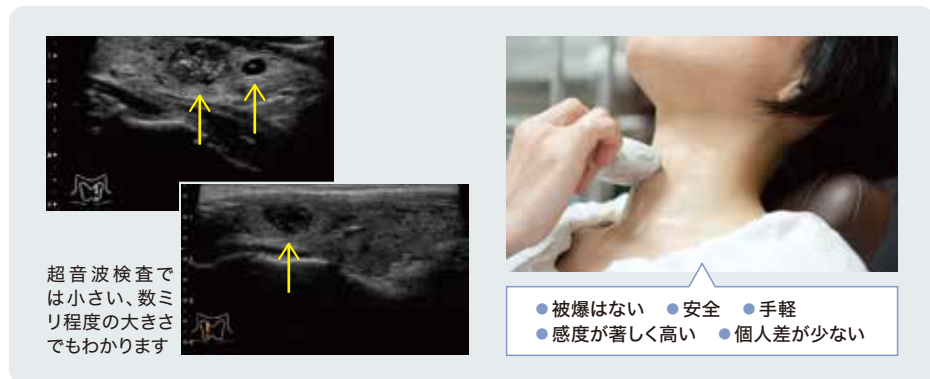 超音波検査で
は小さい、数ミ
リ程度の大きさ
でもわかります
●被爆はない ●安全 ●手軽
●感度が著しく高い ●個人差が少ない